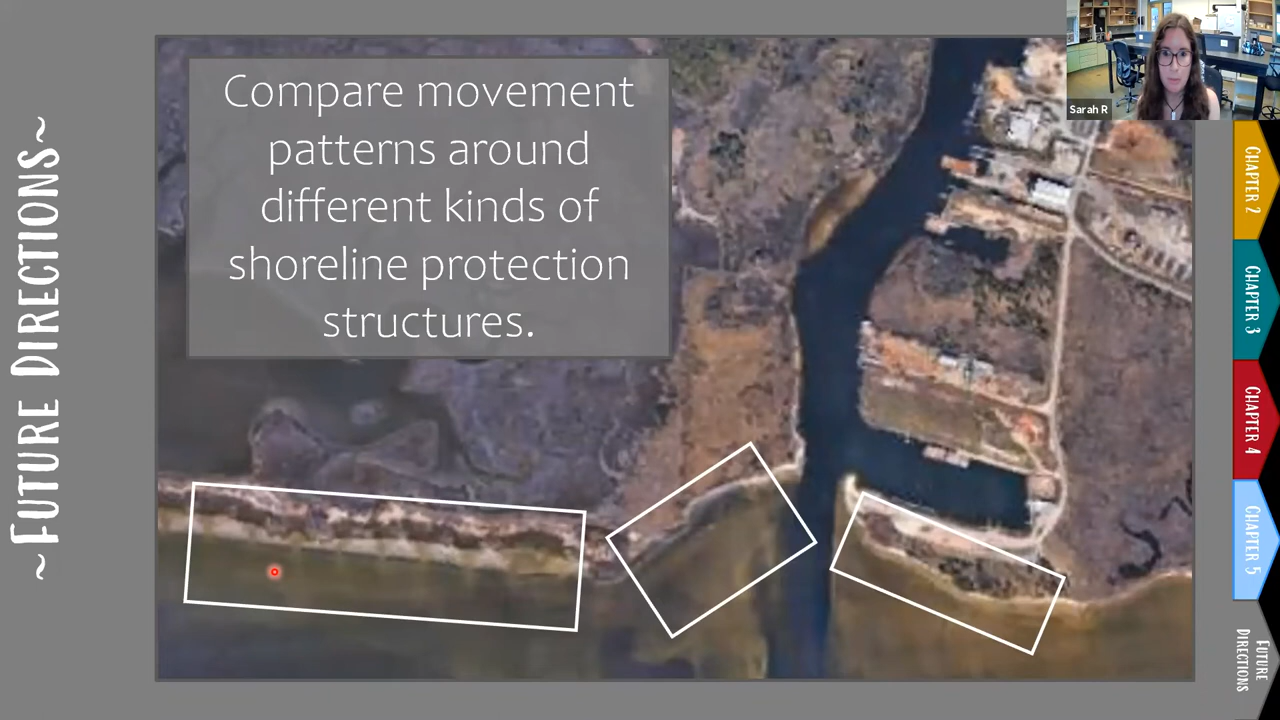 ~FUTURE DIRECTIONS~
Compare movement
patterns around
different kinds of
shoreline protection
structures.
Sarah R
CHAPTER 2
CHAPTER 3
CHAPTER 4
CHAPTER 5
FUTURE
DIRECTIONS